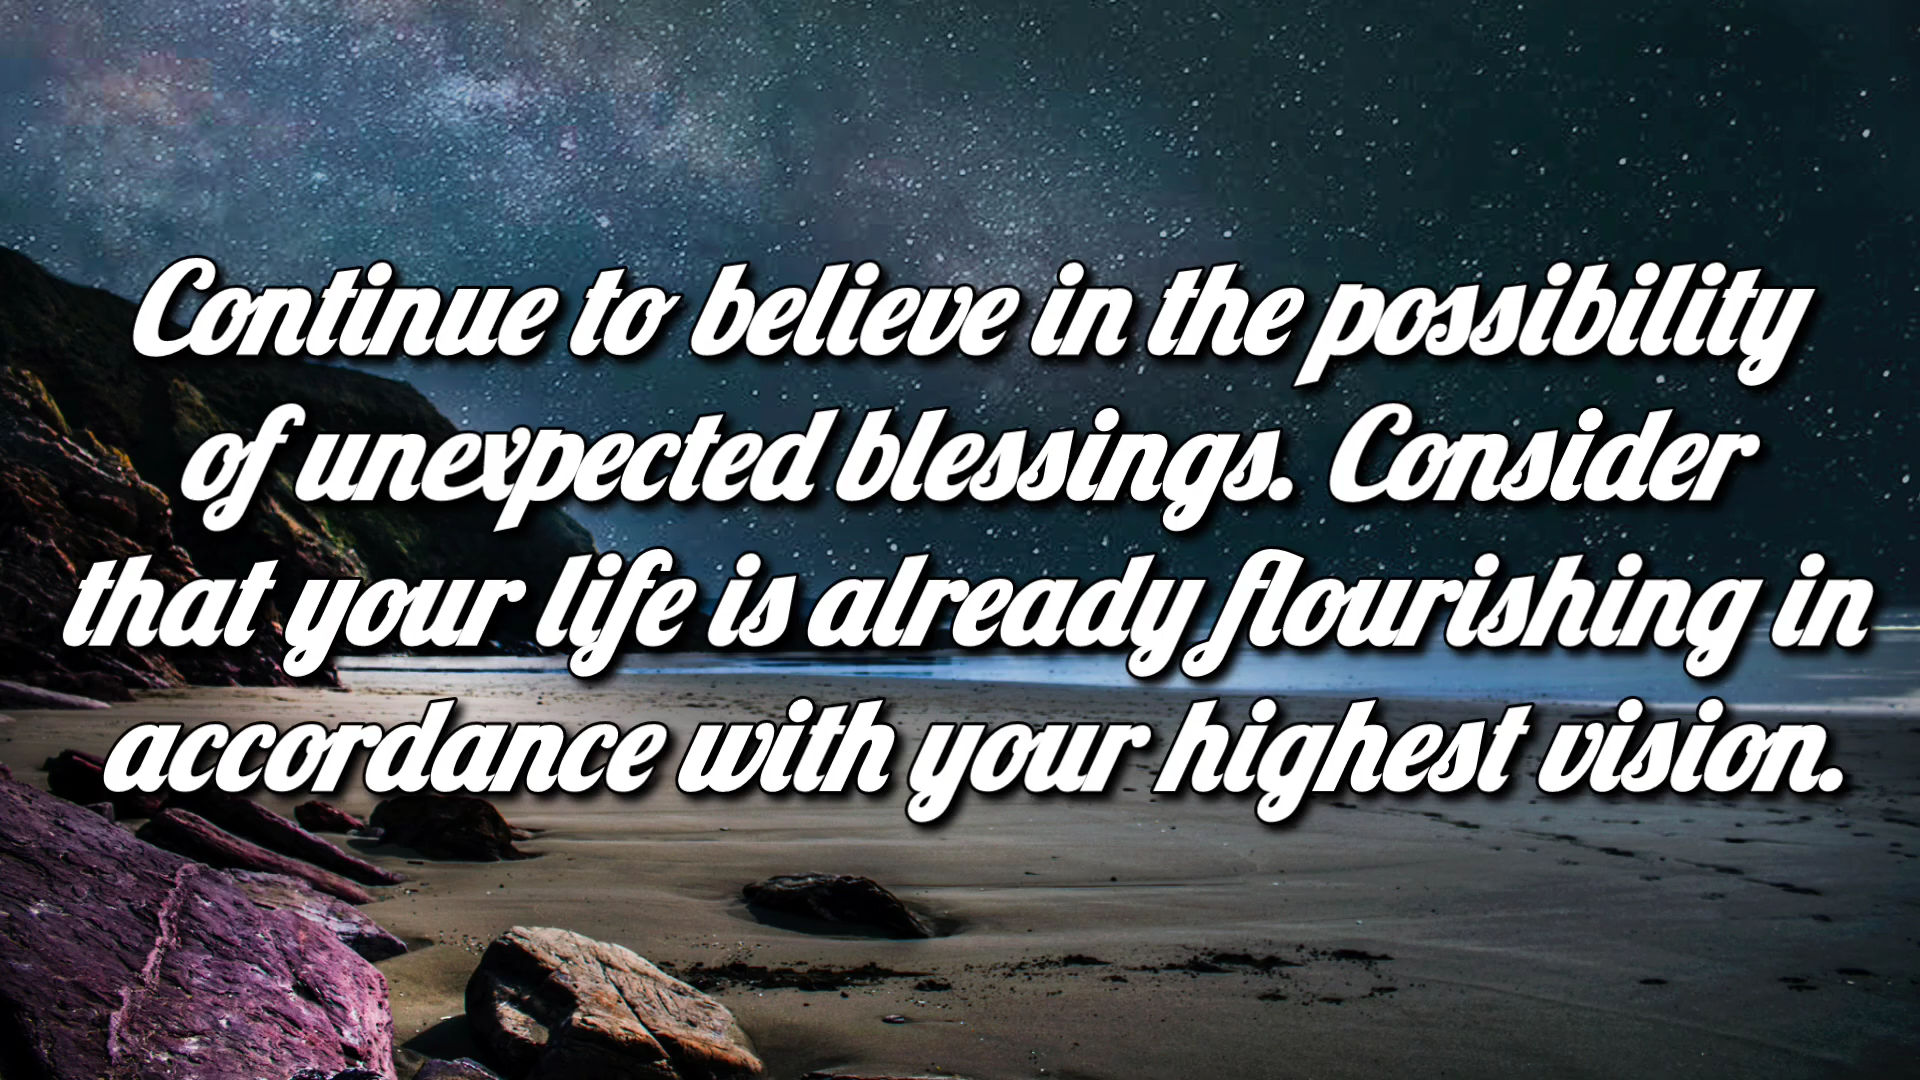 Continue to believe in the possibility
of unexpected blessings. Consider
that your life is already flourishing in
accordance with your highest vision.